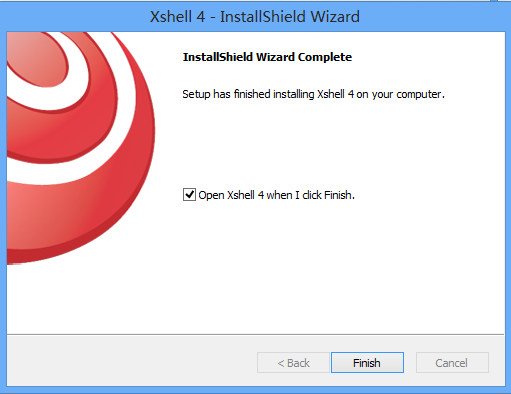 Xshell 4 - InstallShield Wizard
InstallShield Wizard Complete
Setup has finished installing Xshell 4 on your computer.
Open Xshell 4 when I click Finish.
< Back
Finish
Cancel